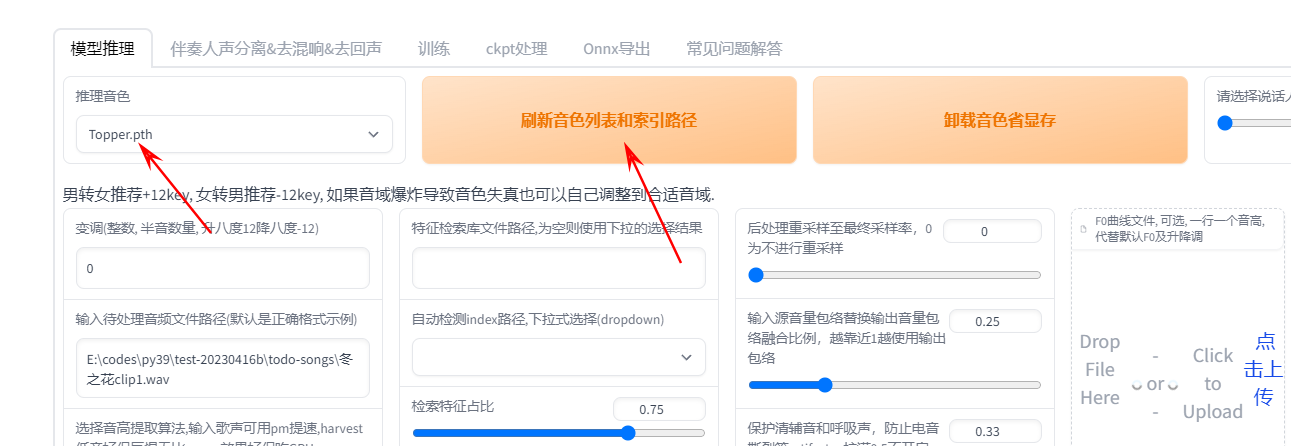 模型推理
伴奏人声分离&去混响&去回声
训练
ckpt处理
Onnx导出
常见问题解答
推理音色
Topper.pth
刷新音色列表和索引路径
卸载音色省显存
请选择说话人
男转女推荐+12key, 女转男推荐-12key, 如果音域爆炸导致音色失真也可以自己调整到合适音域.
变调(整数, 半音数量, 升八度12降八度-12)
0
输入待处理音频文件路径(默认是正确格式示例)
E:\codes\py39\test-20230416b\todo-songs\冬
之花clip1.wav
选择音高提取算法,输入歌声可用pm提速,harvest
特征检索库文件路径,为空则使用下拉的选择结果
自动检测index路径,下拉式选择(dropdown)
检索特征占比
0.75
后处理重采样至最终采样率，0
为不进行重采样
0
输入源音量包络替换输出音量包
络融合比例，越靠近1越使用输出
包络
0.25
保护清辅音和呼吸声，防止电音
0.33
F0曲线文件, 可选, 一行一个音高,
代替默认F0及升降调
Drop
File
Here
-
or
-
Click
to
Upload
点
击上
传